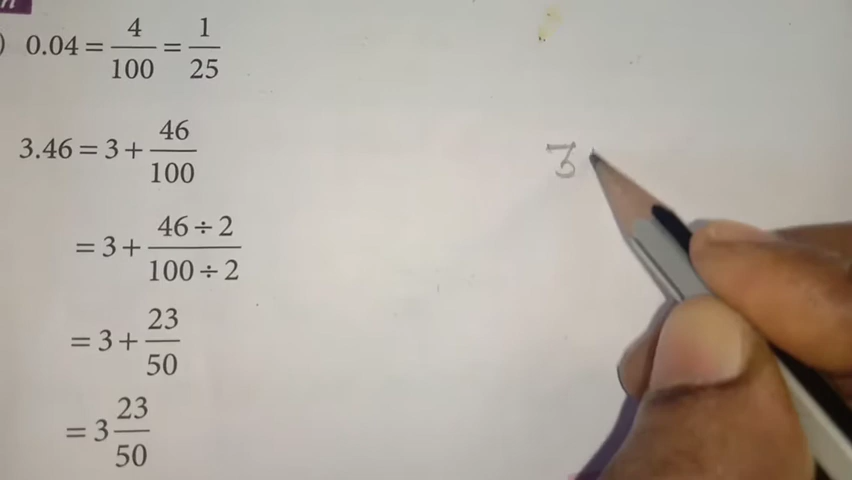 ) 0.04 = 4/100 = 1/25
3.46 = 3 + 46/100
3
= 3 + 46 ÷ 2/100 ÷ 2
= 3 + 23/50
= 3 23/50